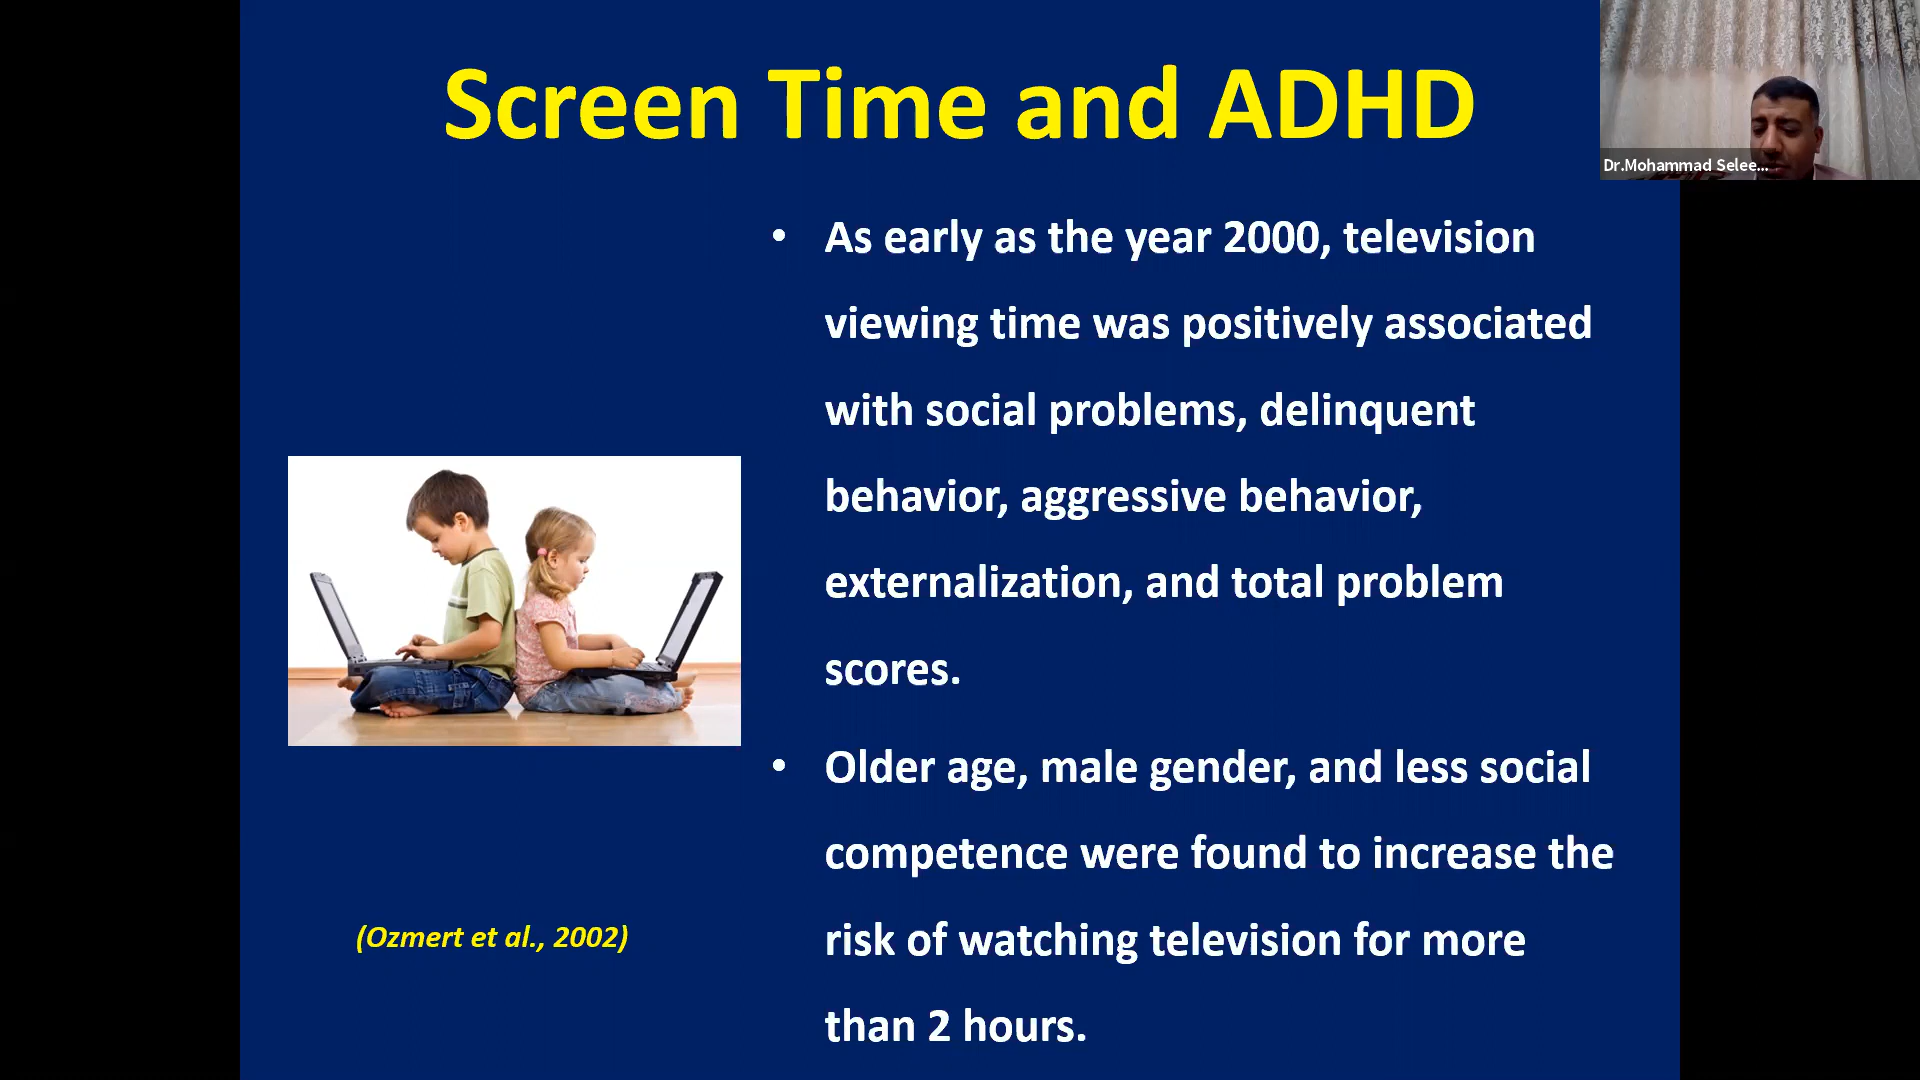 Screen Time and ADHD
Dr.Mohammad Selee...
• As early as the year 2000, television
viewing time was positively associated
with social problems, delinquent
behavior, aggressive behavior,
externalization, and total problem
scores.
• Older age, male gender, and less social
competence were found to increase the
risk of watching television for more
than 2 hours.
(Ozmert et al., 2002)